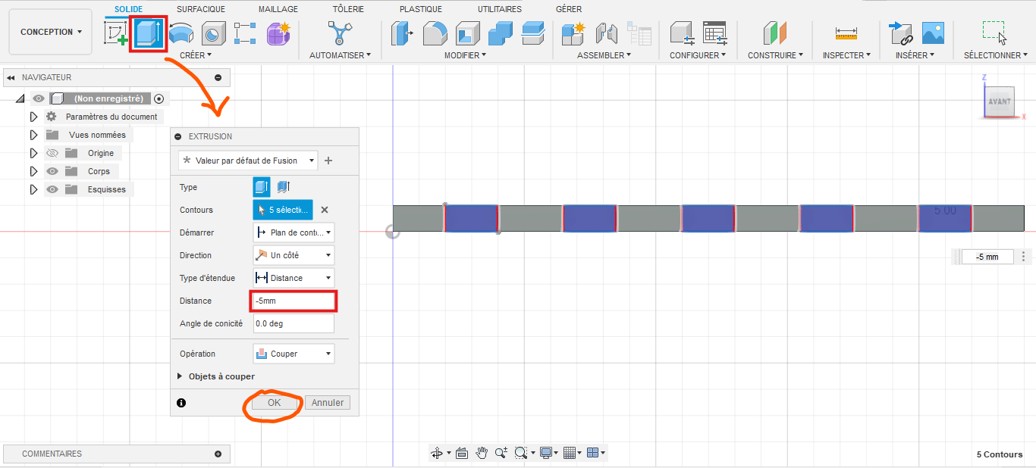 SOLIDE SURFACIQUE MAILLAGE TÔLERIE PLASTIQUE UTILITAIRES GÉRER
CONCEPTION
CRÉER AUTOMATISER MODIFIER ASSEMBLER CONFIGURER CONSTRUIRE INSPECTER INSÉRER SÉLECTIONNER
NAVIGATEUR
(Non enregistré)
Paramètres du document
Vues nommées
Origine
Corps
Esquisses
EXTRUSION
Valeur par défaut de Fusion
Type
Contours 5 sélecti...
Démarrer Plan de conti...
Direction Un côté
Type d'étendue Distance
Distance -5mm
Angle de conicité 0.0 deg
Opération Couper
Objets à couper
OK Annuler
Z
AVANT
X
5.00
-5 mm
COMMENTAIRES
5 Contours